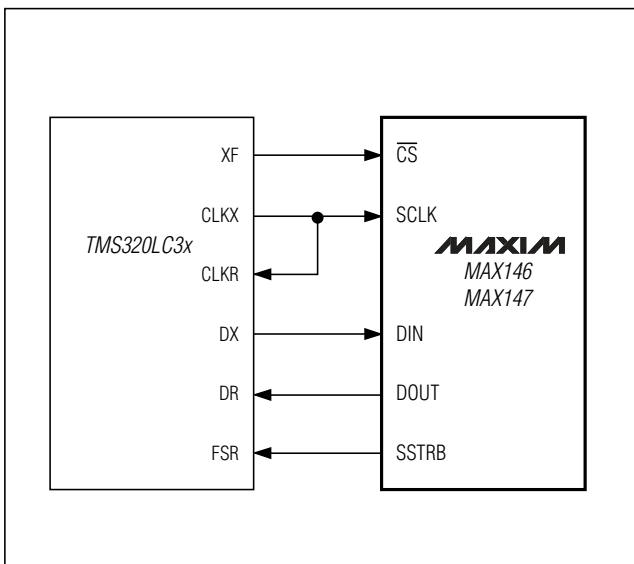 XF
CLKX
TMS320LC3x
CLKR
DX
DR
FSR
CS
SCLK
MAXIM
MAX146
MAX147
DIN
DOUT
SSTRB